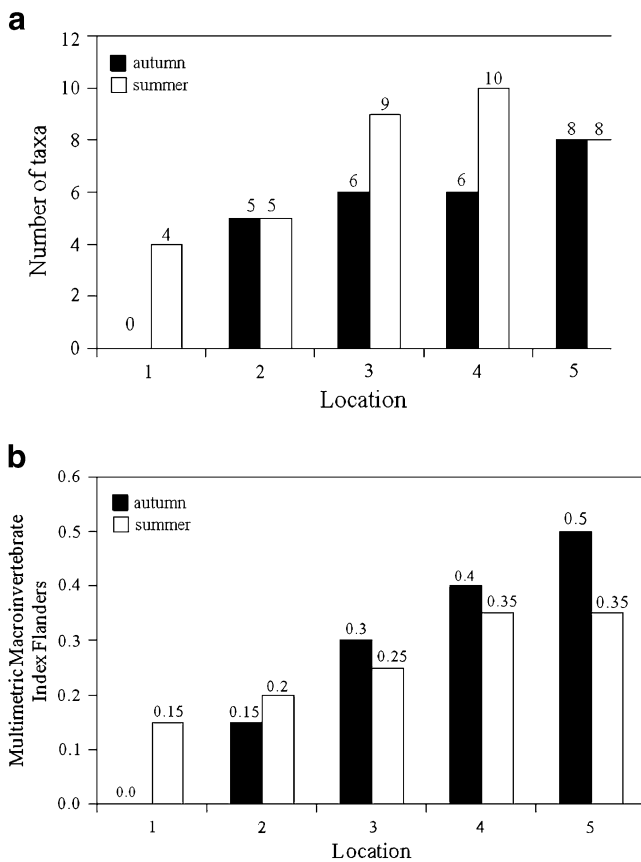 a
Number of taxa
12
10
8
6
4
2
0
autumn
summer
0
4
5 5
6
9
6
10
8 8
1 2 3 4 5
Location
b
Multimetric Macroinvertebrate
Index Flanders
0.6
0.5
0.4
0.3
0.2
0.1
0.0
autumn
summer
0.0
0.15
0.15
0.2
0.3
0.25
0.4
0.35
0.5
0.35
1 2 3 4 5
Location